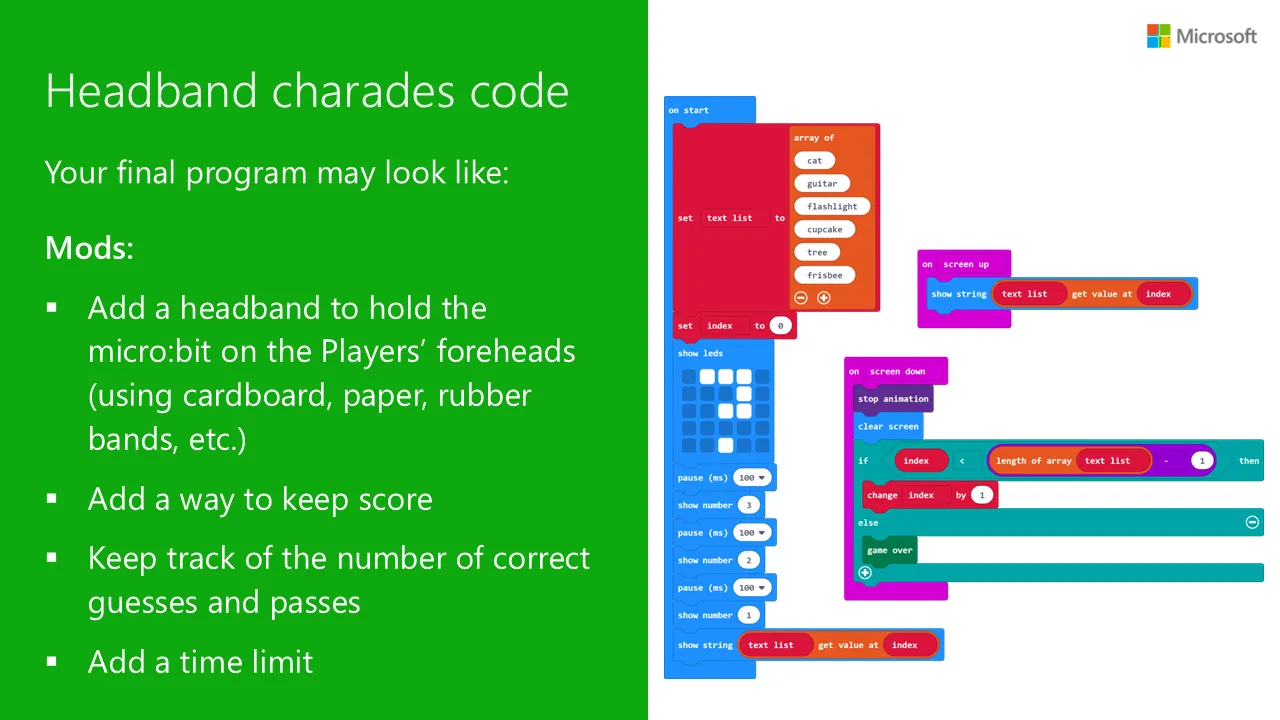 Microsoft
Headband charades code
Your final program may look like:
Mods:
▪ Add a headband to hold the
micro:bit on the Players’ foreheads
(using cardboard, paper, rubber
bands, etc.)
▪ Add a way to keep score
▪ Keep track of the number of correct
guesses and passes
▪ Add a time limit
on start
array of
cat
guitar
flashlight
set text list to
cupcake
tree
frisbee
set index to 0
show leds
pause (ms) 100
show number 3
pause (ms) 100
show number 2
pause (ms) 100
show number 1
show string text list get value at index
on screen up
show string text list get value at index
on screen down
stop animation
clear screen
if index < length of array text list - 1 then
change index by 1
else
game over